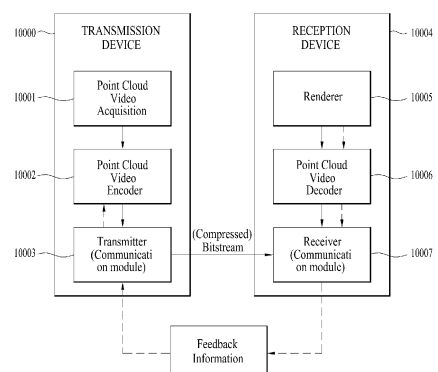 10000
TRANSMISSION
DEVICE
10001
Point Cloud
Video
Acquisition
10002
Point Cloud
Video
Encoder
10003
Transmitter
(Communicati
on module)
(Compressed)
Bitstream
RECEPTION
DEVICE
10004
Renderer
10005
Point Cloud
Video
Decoder
10006
Receiver
(Communicati
on module)
10007
Feedback
Information